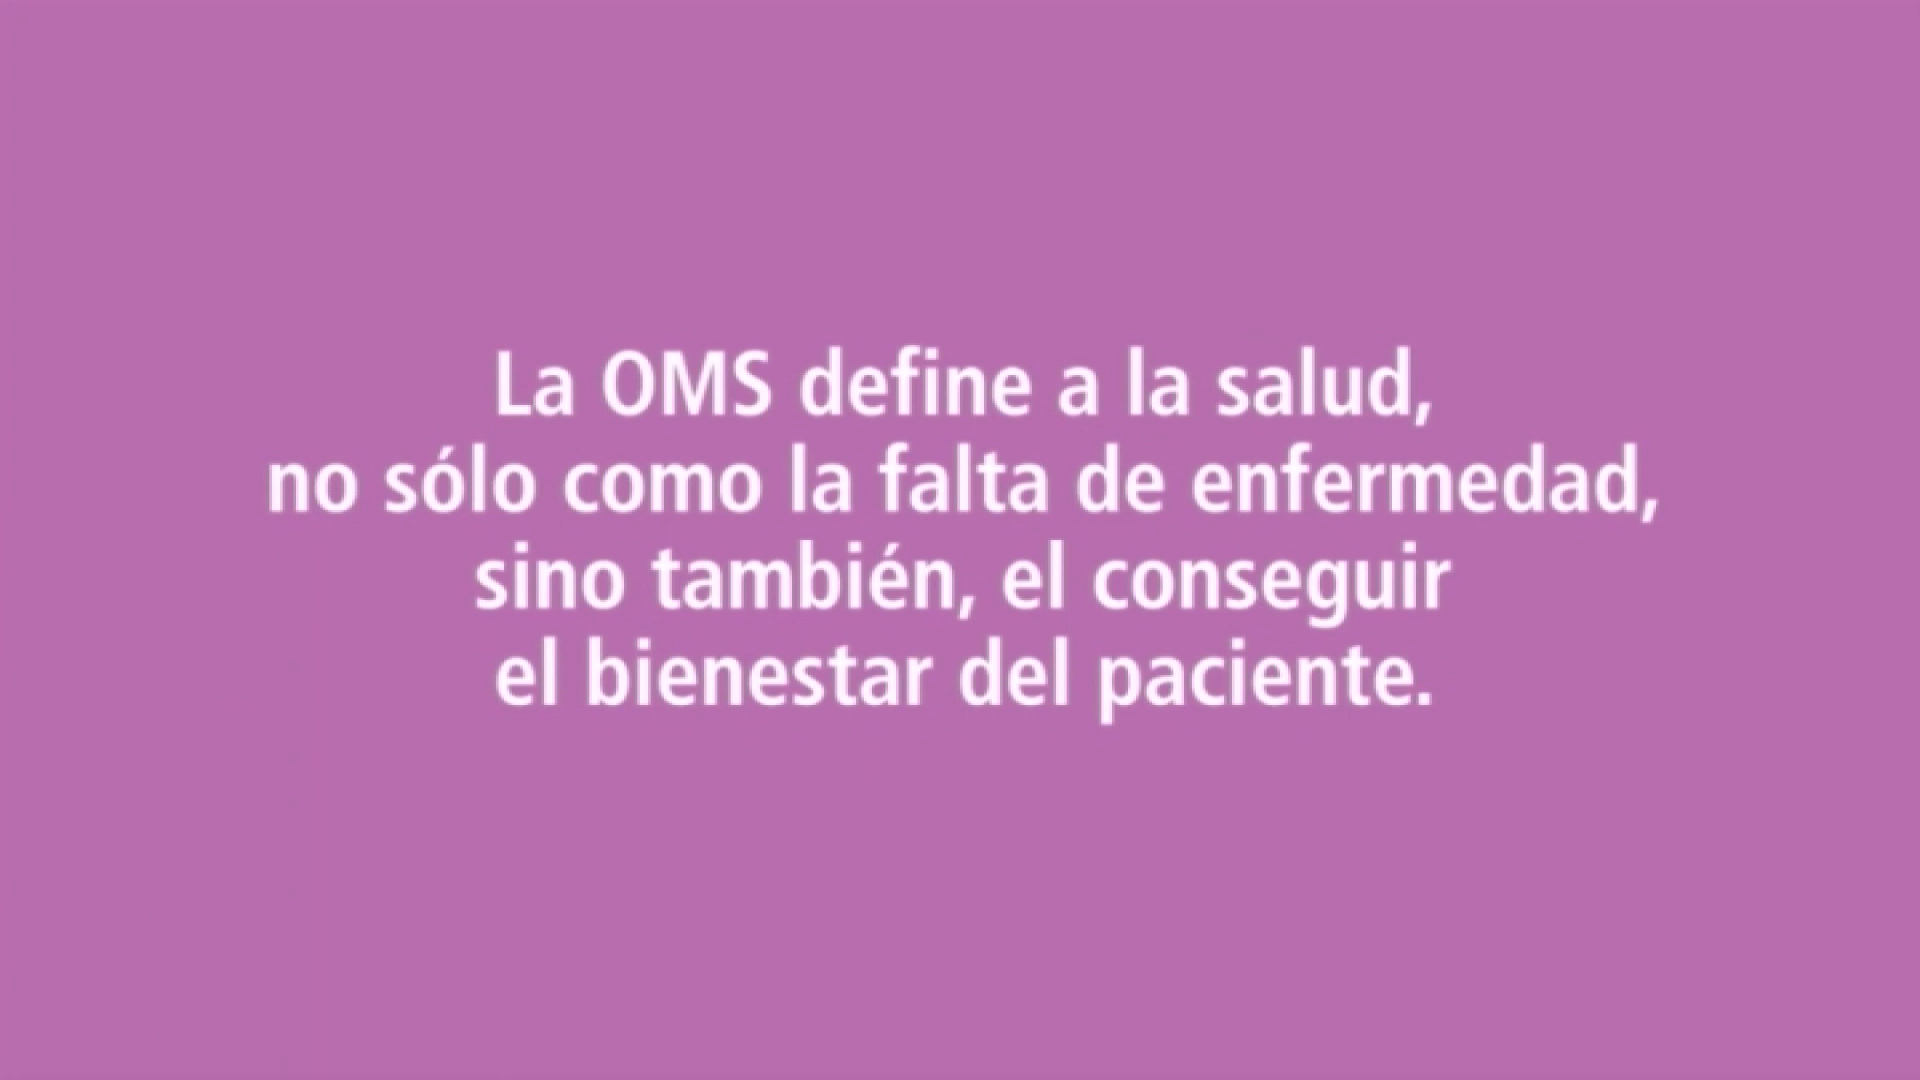 La OMS define a la salud,
no sólo como la falta de enfermedad,
sino también, el conseguir
el bienestar del paciente.